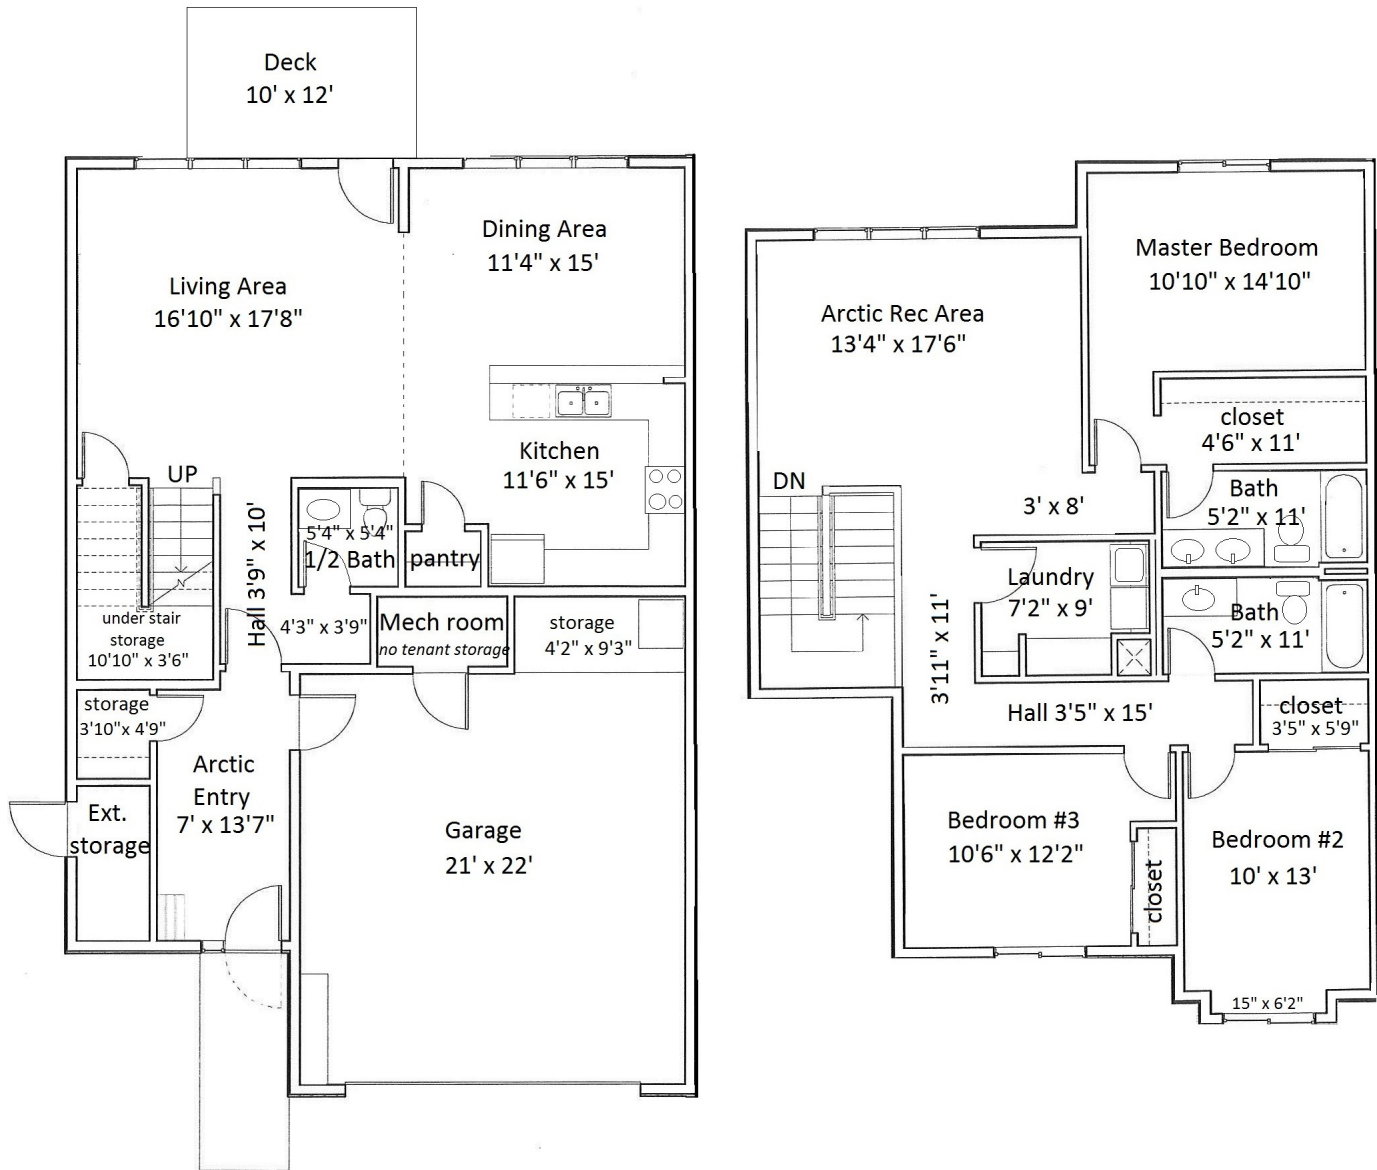 Deck
10' x 12'
Dining Area
11'4" x 15'
Living Area
16'10" x 17'8"
Kitchen
11'6" x 15'
UP
Hall 3'9" x 10'
5'4" x 5'4"
1/2 Bath
pantry
under stair
storage
10'10" x 3'6"
4'3" x 3'9"
Mech room
no tenant storage
storage
4'2" x 9'3"
storage
3'10"x 4'9"
Arctic
Entry
7' x 13'7"
Ext.
storage
Garage
21' x 22'
Master Bedroom
10'10" x 14'10"
Arctic Rec Area
13'4" x 17'6"
closet
4'6" x 11'
DN
3' x 8'
Bath
5'2" x 11'
Laundry
7'2" x 9'
Bath
5'2" x 11'
3'11" x 11'
Hall 3'5" x 15'
closet
3'5" x 5'9"
Bedroom #3
10'6" x 12'2"
closet
Bedroom #2
10' x 13'
15" x 6'2"